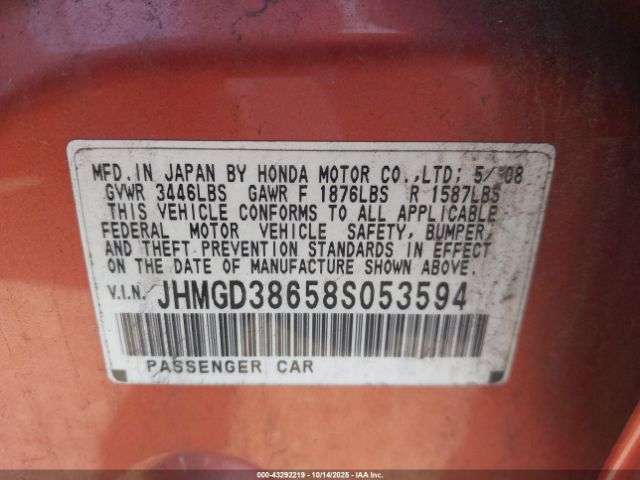 MFD. IN JAPAN BY HONDA MOTOR CO., LTD; 5/'08
GVWR 3446LBS GAWR F 1876LBS R 1587LBS
THIS VEHICLE CONFORMS TO ALL APPLICABLE
FEDERAL MOTOR VEHICLE SAFETY, BUMPER,
AND THEFT PREVENTION STANDARDS IN EFFECT
ON THE DATE OF MANUFACTURE SHOWN ABOVE.
V.I.N. JHMGD38658S053594
PASSENGER CAR
000-43292219 - 10/14/2025 - IAAI, Inc.